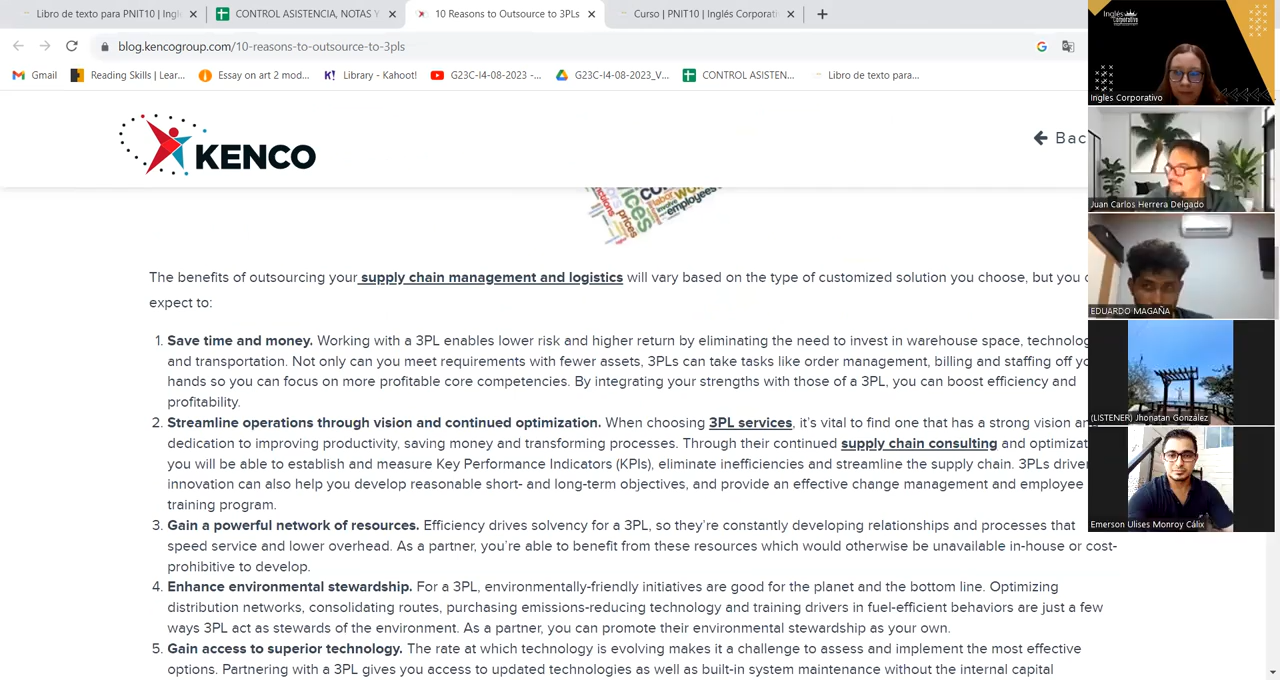 Libro de texto para PNIT10 | Ingl
CONTROL ASISTENCIA, NOTAS Y
10 Reasons to Outsource to 3PLs
Curso | PNIT10 | Inglés Corporati
blog.kencogroup.com/10-reasons-to-outsource-to-3pls
Gmail
Reading Skills | Lear...
Essay on art 2 mod...
Library - Kahoot!
G23C-I4-08-2023 -...
G23C-I4-08-2023_V...
CONTROL ASISTEN...
Libro de texto para...
KENCO
Bac
prices
labor
involve
employees
The benefits of outsourcing your supply chain management and logistics will vary based on the type of customized solution you choose, but you c
expect to:
1. Save time and money. Working with a 3PL enables lower risk and higher return by eliminating the need to invest in warehouse space, technolog
and transportation. Not only can you meet requirements with fewer assets, 3PLs can take tasks like order management, billing and staffing off yo
hands so you can focus on more profitable core competencies. By integrating your strengths with those of a 3PL, you can boost efficiency and
profitability.
2. Streamline operations through vision and continued optimization. When choosing 3PL services, it's vital to find one that has a strong vision an
dedication to improving productivity, saving money and transforming processes. Through their continued supply chain consulting and optimizat
you will be able to establish and measure Key Performance Indicators (KPIs), eliminate inefficiencies and streamline the supply chain. 3PLs driven
innovation can also help you develop reasonable short- and long-term objectives, and provide an effective change management and employee
training program.
3. Gain a powerful network of resources. Efficiency drives solvency for a 3PL, so they're constantly developing relationships and processes that
speed service and lower overhead. As a partner, you're able to benefit from these resources which would otherwise be unavailable in-house or cost-
prohibitive to develop.
4. Enhance environmental stewardship. For a 3PL, environmentally-friendly initiatives are good for the planet and the bottom line. Optimizing
distribution networks, consolidating routes, purchasing emissions-reducing technology and training drivers in fuel-efficient behaviors are just a few
ways 3PL act as stewards of the environment. As a partner, you can promote their environmental stewardship as your own.
5. Gain access to superior technology. The rate at which technology is evolving makes it a challenge to assess and implement the most effective
options. Partnering with a 3PL gives you access to updated technologies as well as built-in system maintenance without the internal capital
Inglés
Corporativo
Ingles Corporativo
Juan Carlos Herrera Delgado
EDUARDO MAGAÑA
(LISTENER) Jhonatan González
Emerson Ulises Monroy Cálix